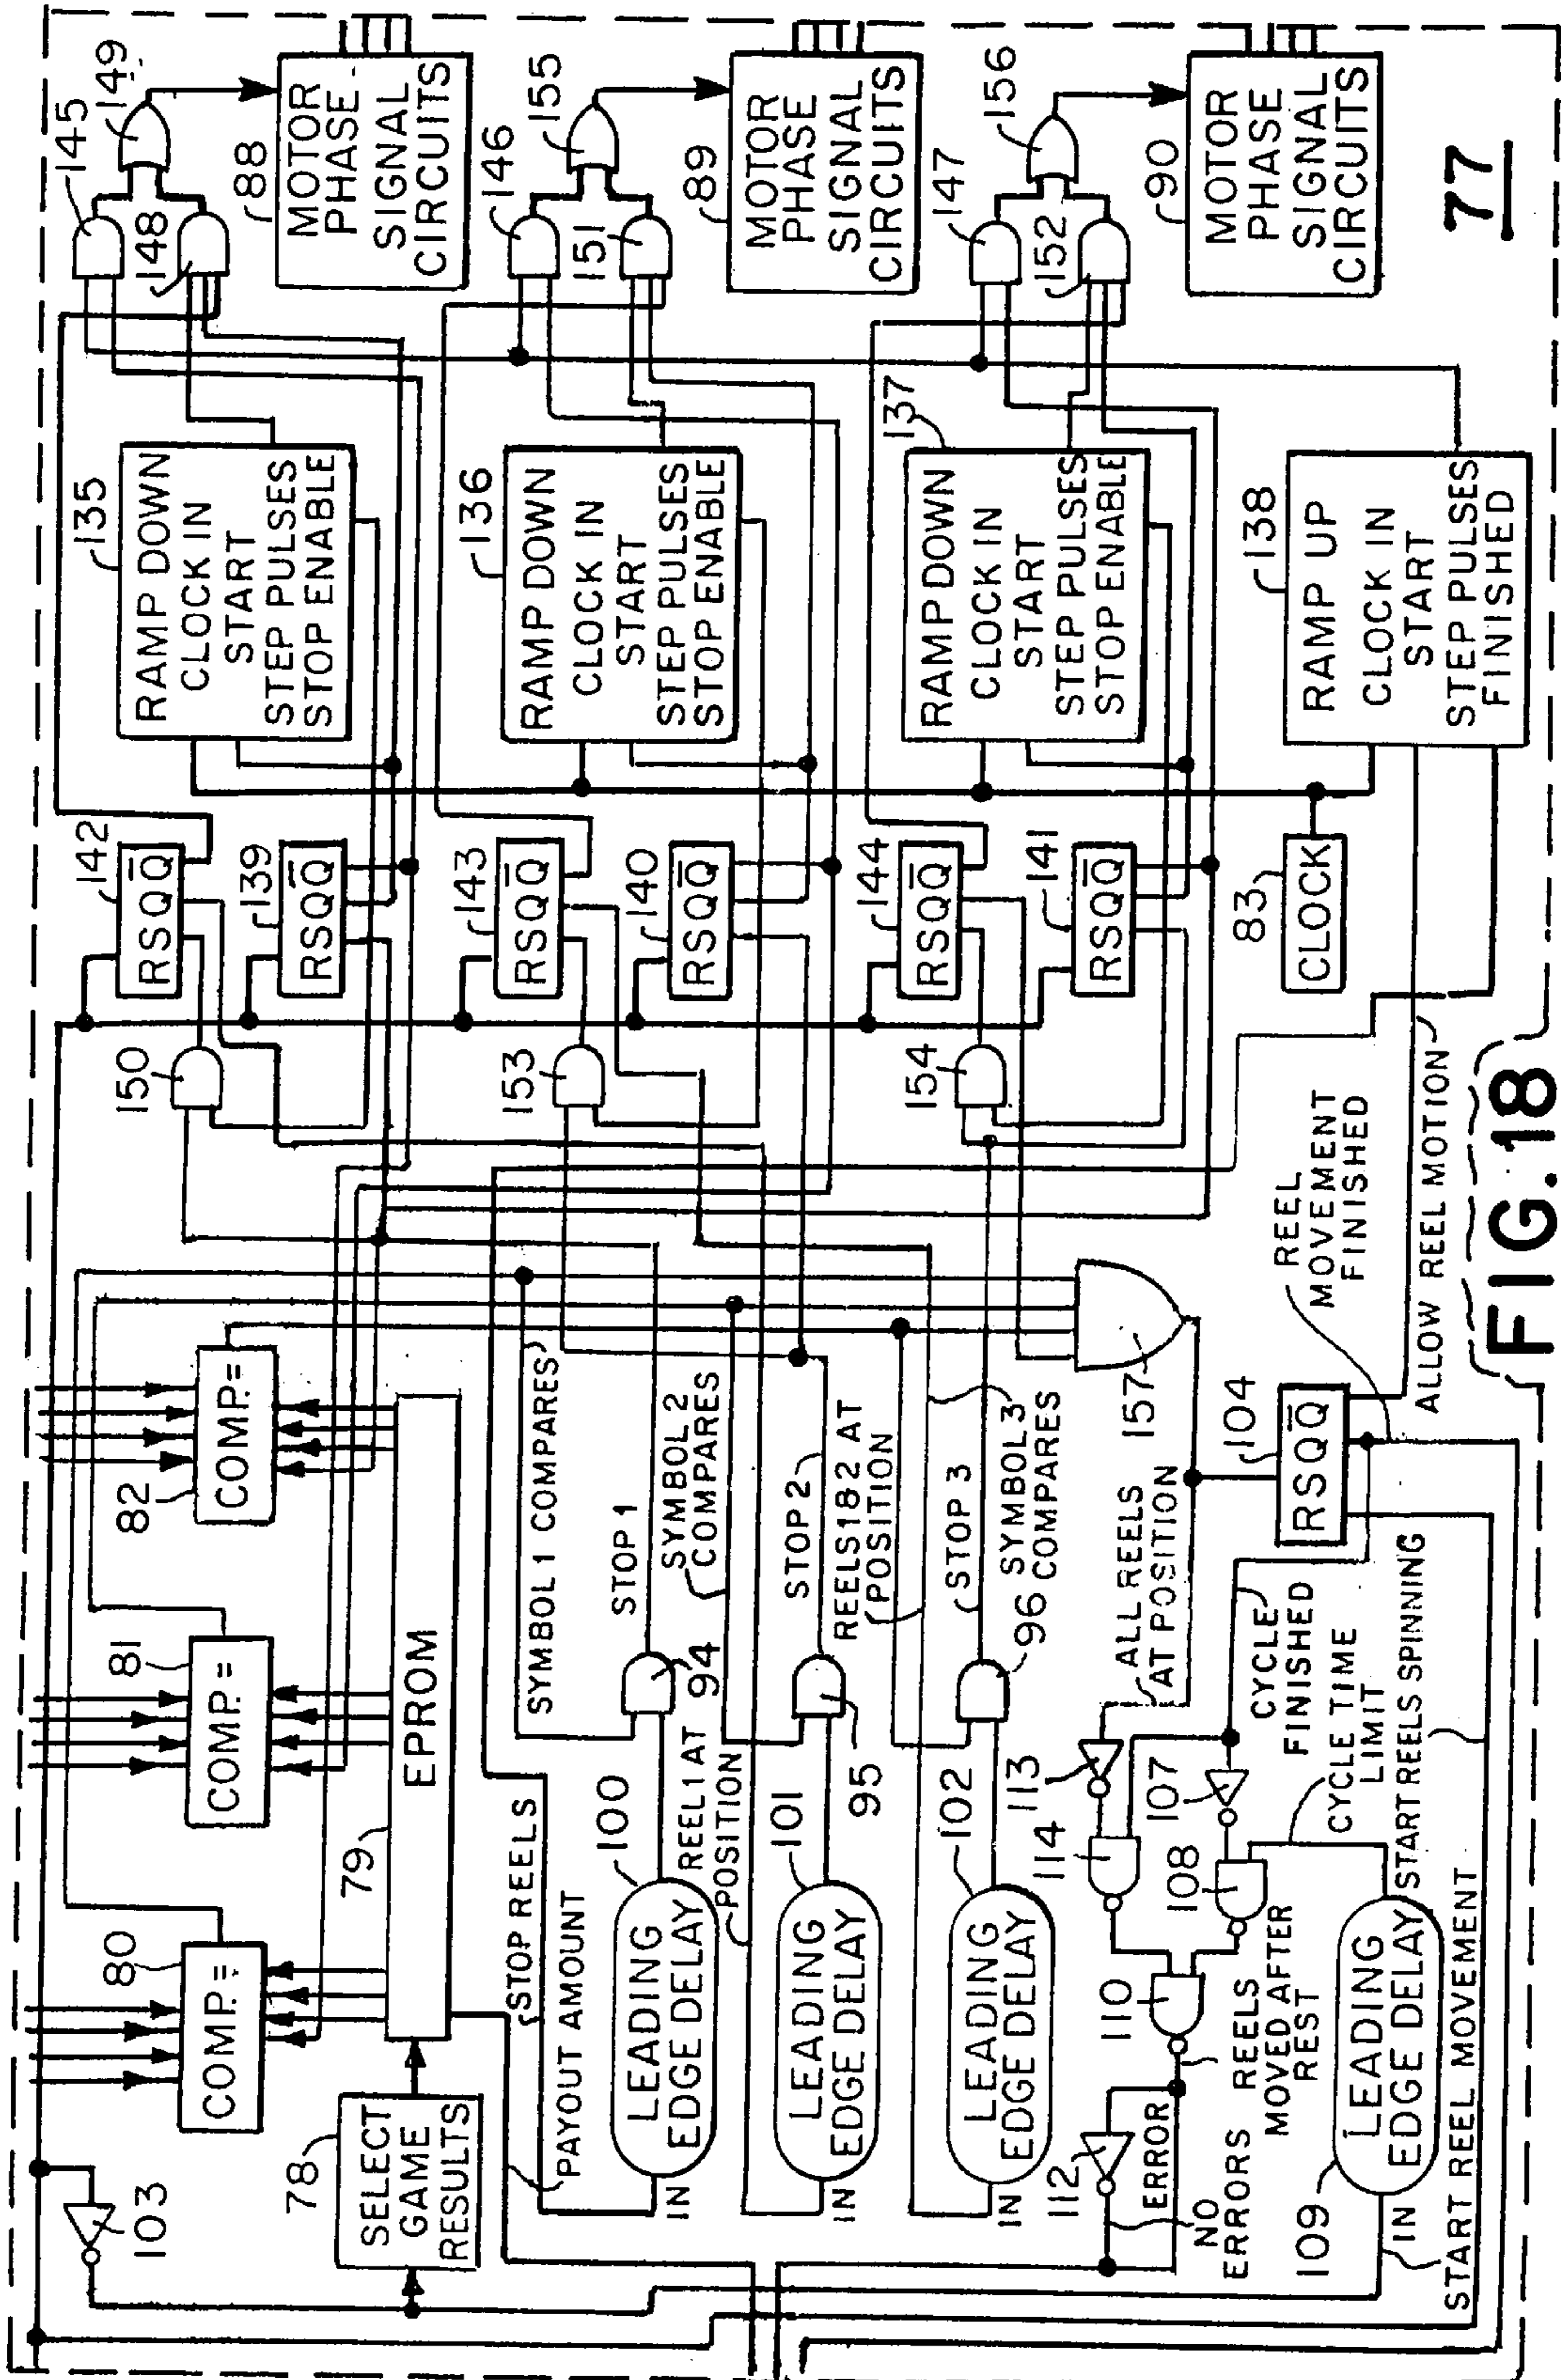 103
78
SELECT
GAME
RESULTS
80
COMP. =
81
COMP. =
82
COMP. =
79
EPROM
STOP REELS
PAYOUT AMOUNT
SYMBOL 1 COMPARES
100
LEADING
EDGE DELAY
IN
REEL 1 AT
POSITION
94
STOP 1
SYMBOL 2
COMPARES
101
LEADING
EDGE DELAY
IN
95
STOP 2
REELS 1&2 AT
POSITION
102
LEADING
EDGE DELAY
IN
96
STOP 3
SYMBOL 3
COMPARES
157
ALL REELS
AT POSITION
113
114
107
108
110
112
ERROR
NO
ERRORS
REELS
MOVED AFTER
REST
109
LEADING
EDGE DELAY
IN
START REEL MOVEMENT
START REELS SPINNING
CYCLE TIME
LIMIT
CYCLE
FINISHED
104
RSQQ̄
REEL
MOVEMENT
FINISHED
ALLOW REEL MOTION
150
142
RSQQ̄
139
RSQQ̄
153
143
RSQQ̄
140
RSQQ̄
154
144
RSQQ̄
141
RSQQ̄
83
CLOCK
135
RAMP DOWN
CLOCK IN
START
STEP PULSES
STOP ENABLE
136
RAMP DOWN
CLOCK IN
START
STEP PULSES
STOP ENABLE
137
RAMP DOWN
CLOCK IN
START
STEP PULSES
STOP ENABLE
138
RAMP UP
CLOCK IN
START
STEP PULSES
FINISHED
145
149
148
88
MOTOR
PHASE
SIGNAL
CIRCUITS
146
155
151
89
MOTOR
PHASE
SIGNAL
CIRCUITS
147
156
152
90
MOTOR
PHASE
SIGNAL
CIRCUITS
77
FIG. 18